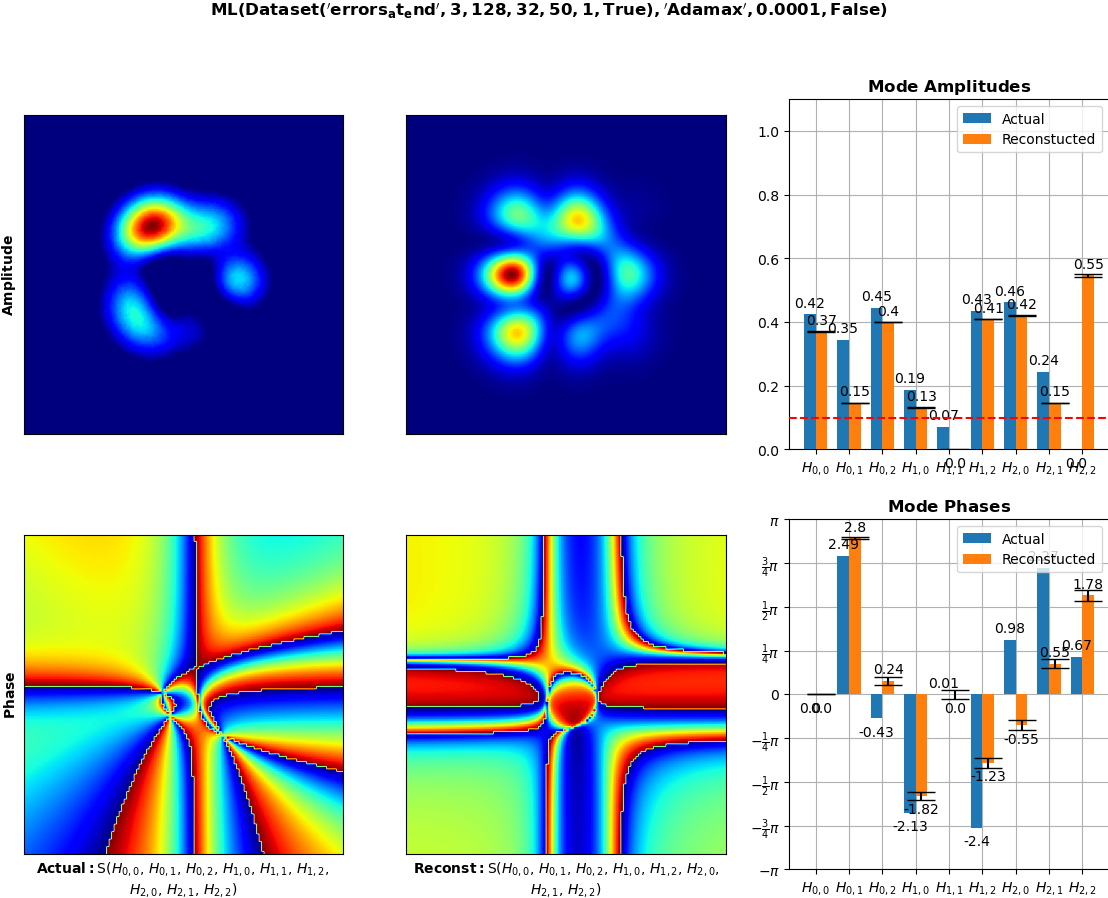 ML(Dataset('errors_at_end', 3, 128, 32, 50, 1, True), 'Adamax', 0.0001, False)
Amplitude
Mode Amplitudes
Actual
Reconstucted
1.0
0.8
0.6
0.4
0.2
0.0
0.42 0.37 0.35 0.15 0.45 0.4 0.19 0.13 0.07 0.0 0.43 0.41 0.46 0.42 0.24 0.15 0.0 0.55
H0,0 H0,1 H0,2 H1,0 H1,1 H1,2 H2,0 H2,1 H2,2
Phase
Mode Phases
Actual
Reconstucted
π
3/4π
1/2π
1/4π
0
−1/4π
−1/2π
−3/4π
−π
0.0 0.0 2.49 2.8 -0.43 0.24 -2.13 -1.82 0.01 0.0 -2.4 -1.23 0.98 -0.55 0.55 0.67 1.78
H0,0 H0,1 H0,2 H1,0 H1,1 H1,2 H2,0 H2,1 H2,2
Actual: S(H0,0, H0,1, H0,2, H1,0, H1,1, H1,2,
H2,0, H2,1, H2,2)
Reconst: S(H0,0, H0,1, H0,2, H1,0, H1,2, H2,0,
H2,1, H2,2)